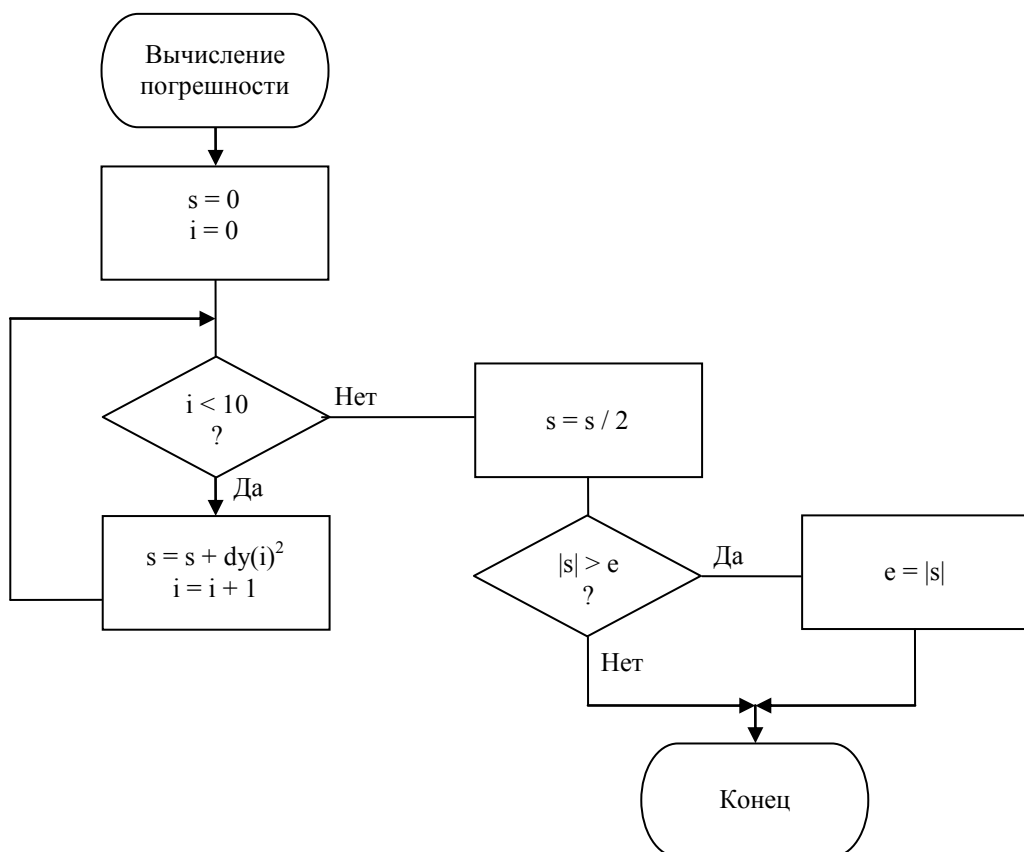 Вычисление
погрешности
s = 0
i = 0
i < 10
?
Нет
Да
s = s + dy(i)²
i = i + 1
s = s / 2
|s| > e
?
Да
Нет
e = |s|
Конец